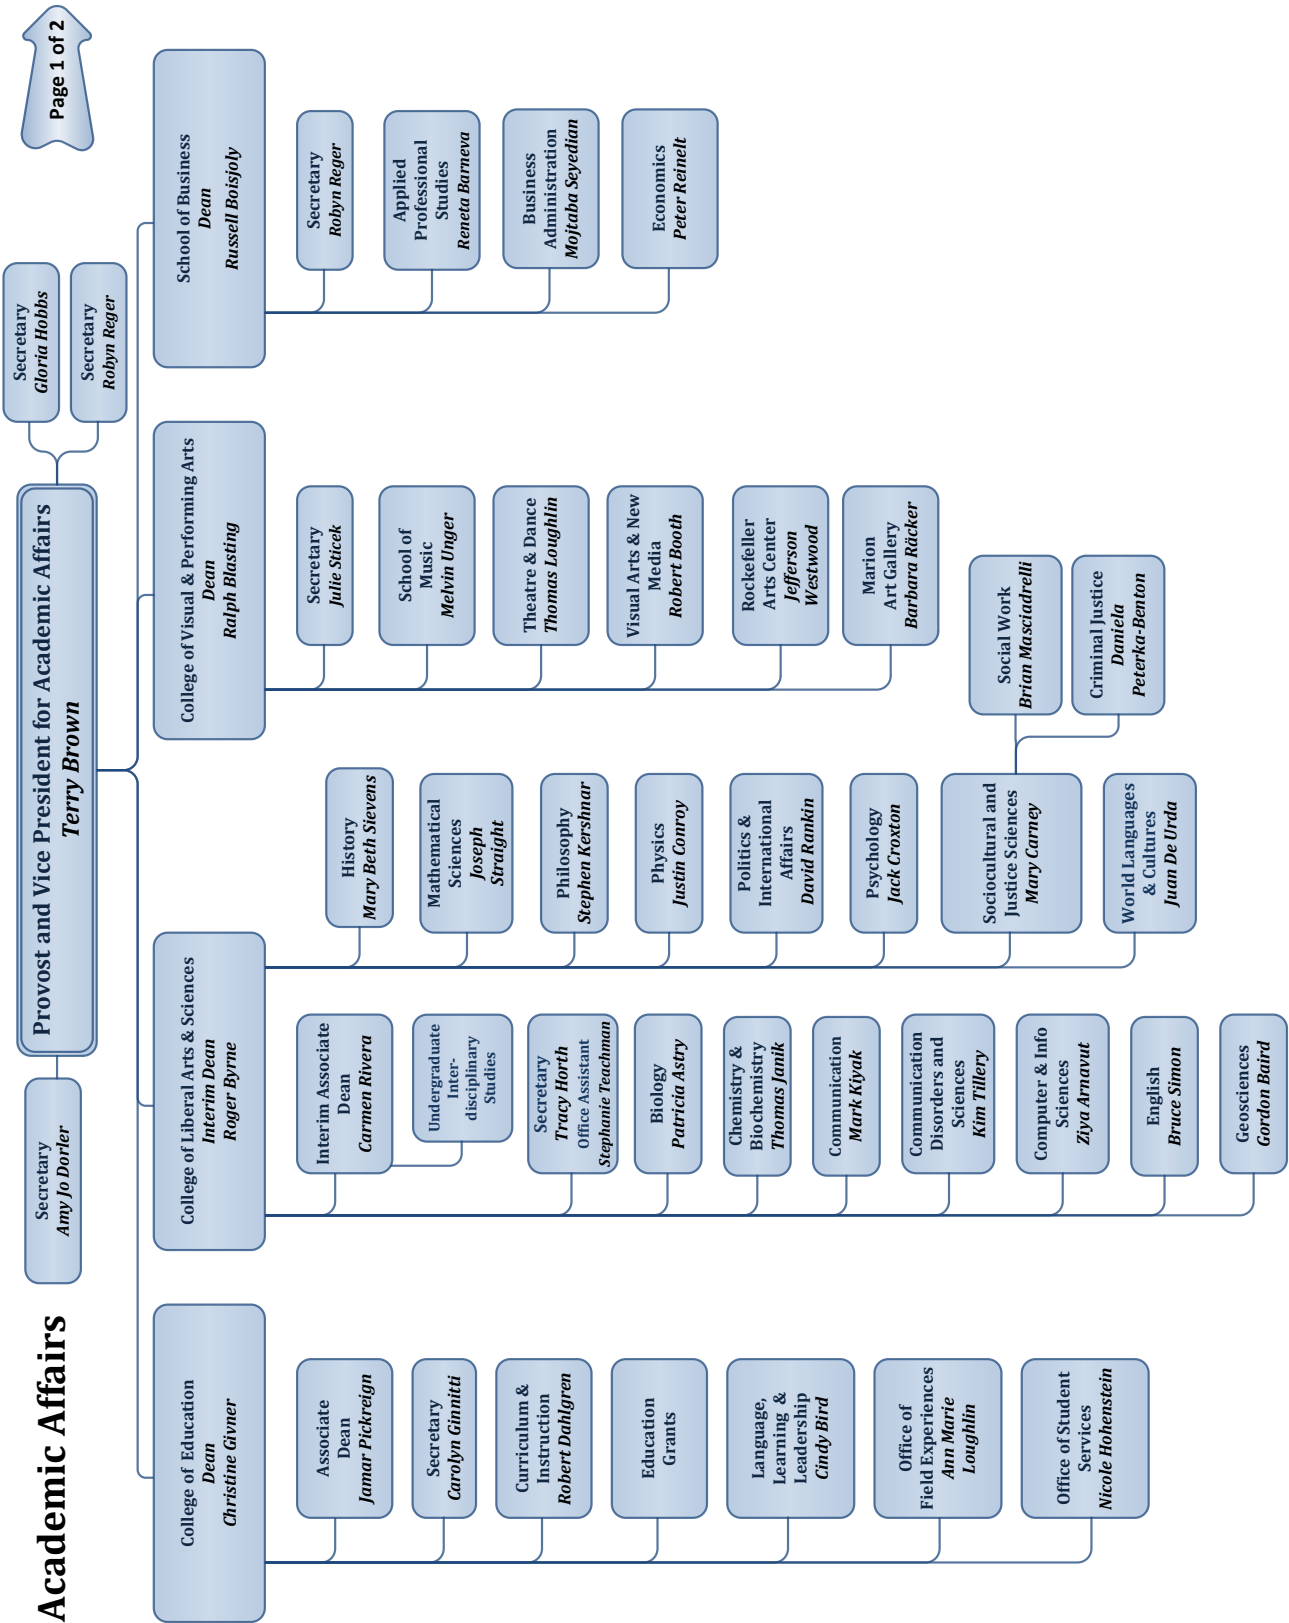 Academic Affairs
Page 1 of 2
Secretary
Amy Jo Dorler
Provost and Vice President for Academic Affairs
Terry Brown
Secretary
Gloria Hobbs
Secretary
Robyn Reger
College of Education
Dean
Christine Givner
Associate
Dean
Jamar Pickreign
Secretary
Carolyn Ginnitti
Curriculum &
Instruction
Robert Dahlgren
Education
Grants
Language,
Learning &
Leadership
Cindy Bird
Office of
Field Experiences
Ann Marie
Loughlin
Office of Student
Services
Nicole Hohenstein
College of Liberal Arts & Sciences
Interim Dean
Roger Byrne
Interim Associate
Dean
Carmen Rivera
Undergraduate
Inter-
disciplinary
Studies
Secretary
Tracy Horth
Office Assistant
Stephanie Teachman
Biology
Patricia Astry
Chemistry &
Biochemistry
Thomas Janik
Communication
Mark Kiyak
Communication
Disorders and
Sciences
Kim Tillery
Computer & Info
Sciences
Ziya Arnavut
English
Bruce Simon
Geosciences
Gordon Baird
History
Mary Beth Sievens
Mathematical
Sciences
Joseph
Straight
Philosophy
Stephen Kershnar
Physics
Justin Conroy
Politics &
International
Affairs
David Rankin
Psychology
Jack Croxton
Sociocultural and
Justice Sciences
Mary Carney
Social Work
Brian Masciadrelli
Criminal Justice
Daniela
Peterka-Benton
World Languages
& Cultures
Juan De Urda
College of Visual & Performing Arts
Dean
Ralph Blasting
Secretary
Julie Sticek
School of
Music
Melvin Unger
Theatre & Dance
Thomas Loughlin
Visual Arts & New
Media
Robert Booth
Rockefeller
Arts Center
Jefferson
Westwood
Marion
Art Gallery
Barbara Räcker
School of Business
Dean
Russell Boisjoly
Secretary
Robyn Reger
Applied
Professional
Studies
Reneta Barneva
Business
Administration
Mojtaba Seyedian
Economics
Peter Reinelt